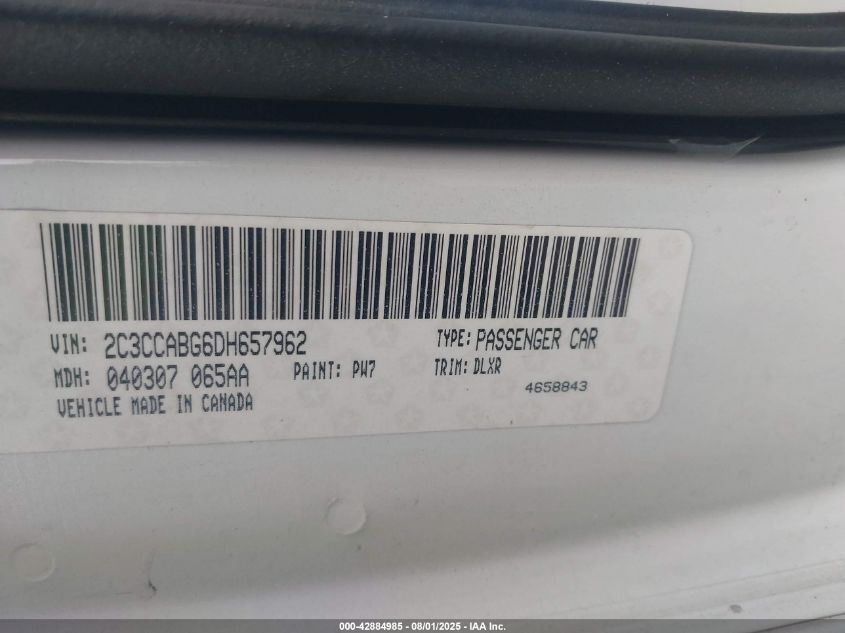 VIN: 2C3CCABG6DH657962 TYPE: PASSENGER CAR
MDH: 040307 065AA PAINT: PW7 TRIM: DLXR
VEHICLE MADE IN CANADA 4658843
000-42884985 - 08/01/2025 - IAA Inc.